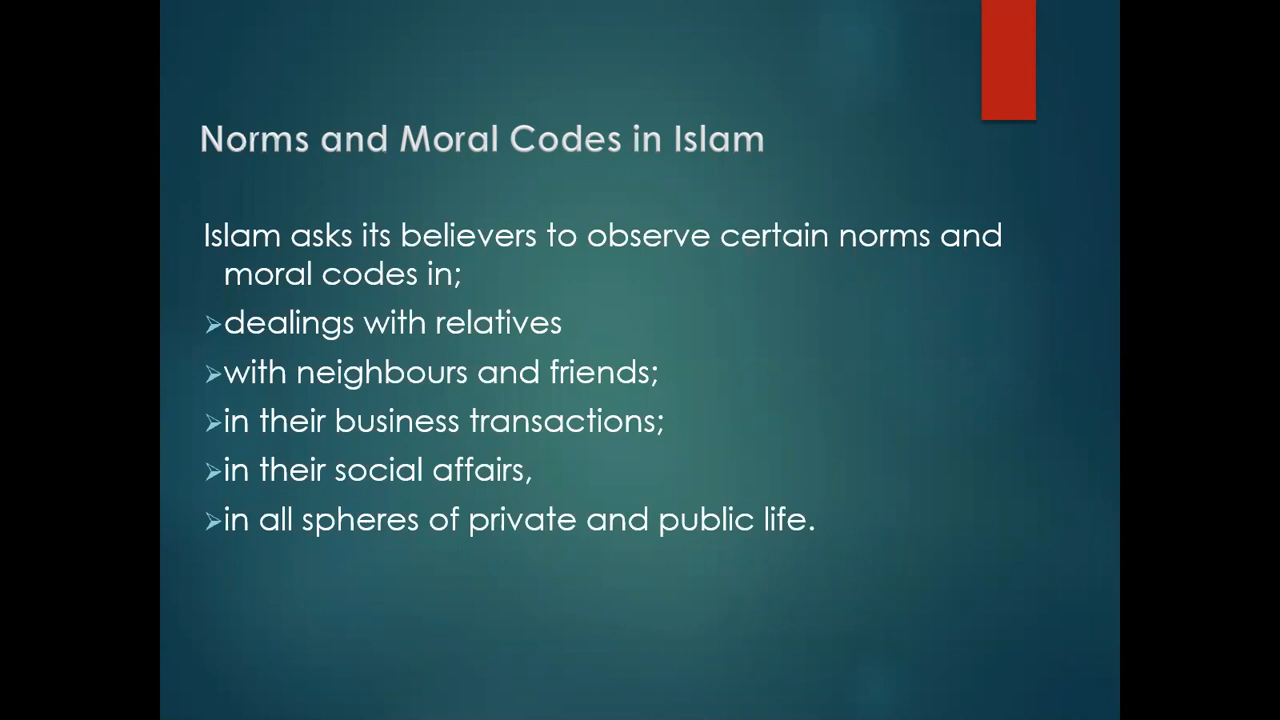 Norms and Moral Codes in Islam
Islam asks its believers to observe certain norms and
moral codes in;
➢dealings with relatives
➢with neighbours and friends;
➢in their business transactions;
➢in their social affairs,
➢in all spheres of private and public life.